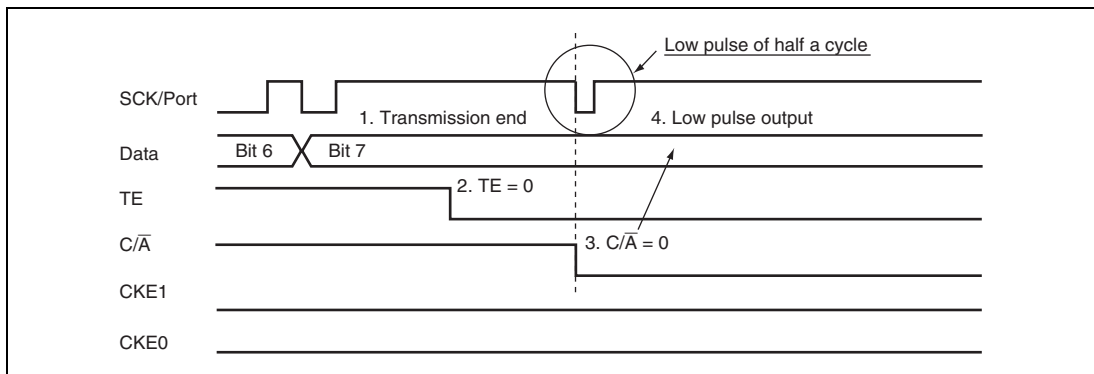 Low pulse of half a cycle
SCK/Port
1. Transmission end
4. Low pulse output
Data
Bit 6
Bit 7
TE
2. TE = 0
C/A̅
3. C/A̅ = 0
CKE1
CKE0